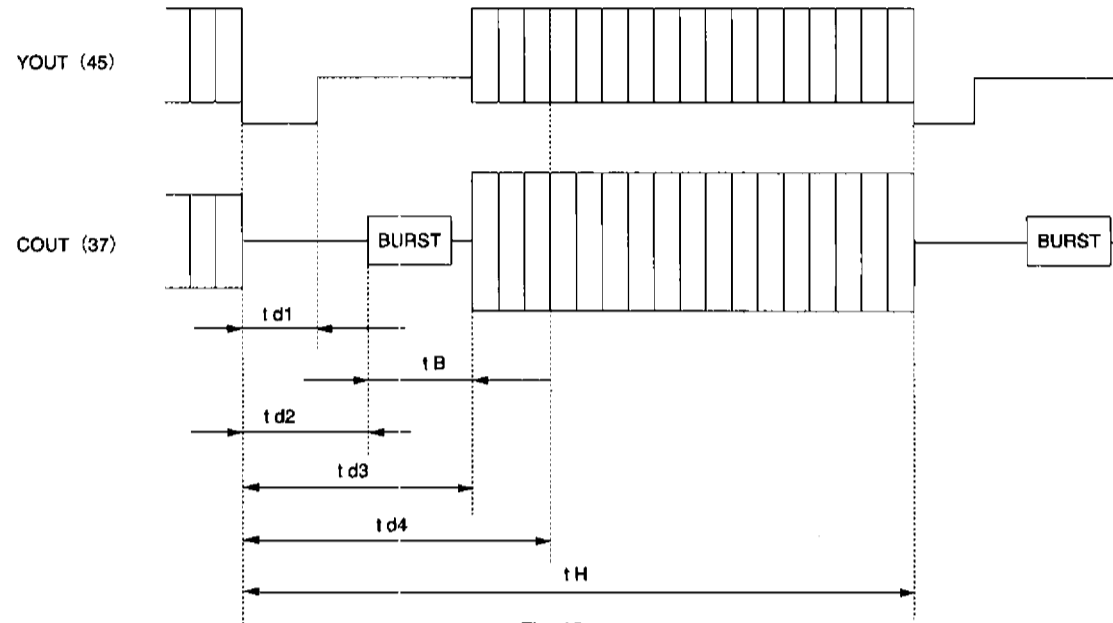 YOUT (45)
COUT (37)
BURST
BURST
t d1
t B
t d2
t d3
t d4
t H